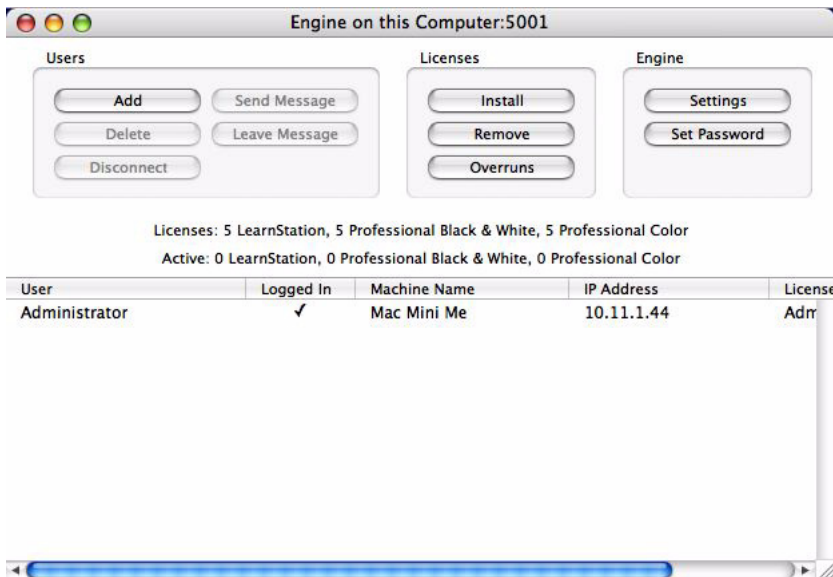 Engine on this Computer:5001
Users
Licenses
Engine
Add
Send Message
Install
Settings
Delete
Leave Message
Remove
Set Password
Disconnect
Overruns
Licenses: 5 LearnStation, 5 Professional Black & White, 5 Professional Color
Active: 0 LearnStation, 0 Professional Black & White, 0 Professional Color
User Logged In Machine Name IP Address License
Administrator ✓ Mac Mini Me 10.11.1.44 Adm